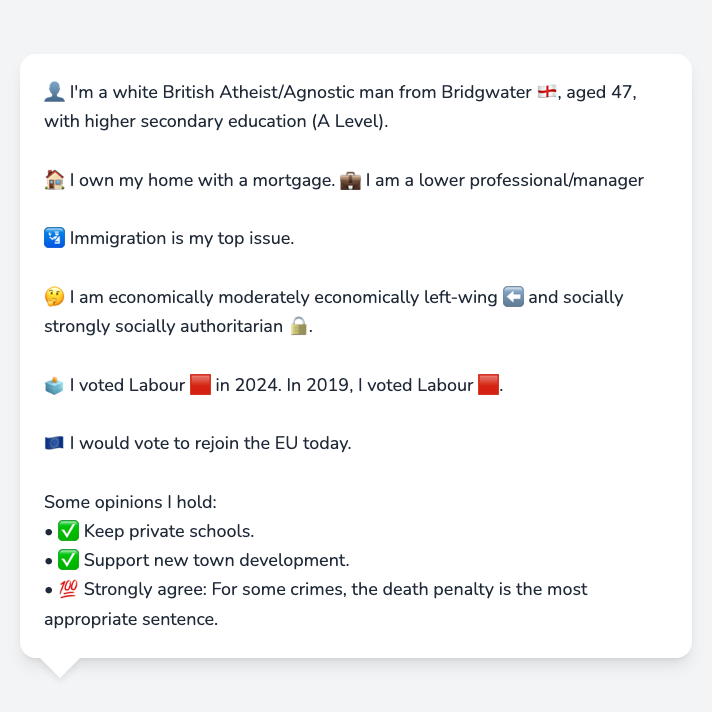 👤 I'm a white British Atheist/Agnostic man from Bridgwater 🏴󠁧󠁢󠁥󠁮󠁧󠁿, aged 47,
with higher secondary education (A Level).
🏠 I own my home with a mortgage. 💼 I am a lower professional/manager
🛂 Immigration is my top issue.
🤔 I am economically moderately economically left-wing ⬅️ and socially
strongly socially authoritarian 🔒.
🗳️ I voted Labour 🟥 in 2024. In 2019, I voted Labour 🟥.
🇪🇺 I would vote to rejoin the EU today.
Some opinions I hold:
• ✅ Keep private schools.
• ✅ Support new town development.
• 💯 Strongly agree: For some crimes, the death penalty is the most
appropriate sentence.